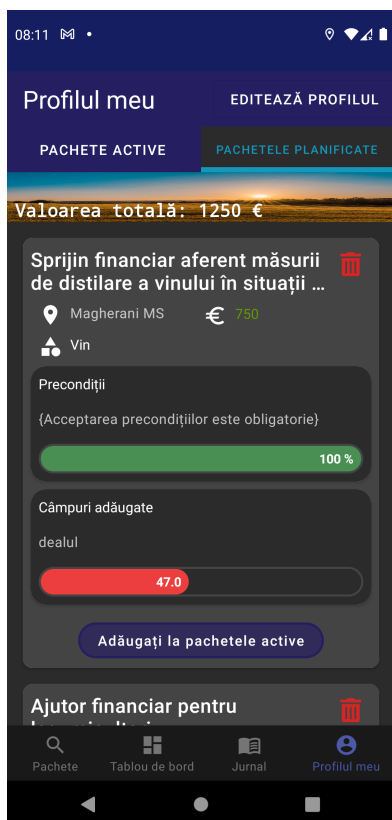 08:11
Profilul meu
EDITEAZĂ PROFILUL
PACHETE ACTIVE
PACHETELE PLANIFICATE
Valoarea totală: 1250 €
Sprijin financiar aferent măsurii
de distilare a vinului în situații ...
Magherani MS
750
Vin
Precondiții
{Acceptarea precondițiilor este obligatorie}
100 %
Câmpuri adăugate
dealul
47.0
Adăugați la pachetele active
Ajutor financiar pentru
Pachete
Tablou de bord
Jurnal
Profilul meu